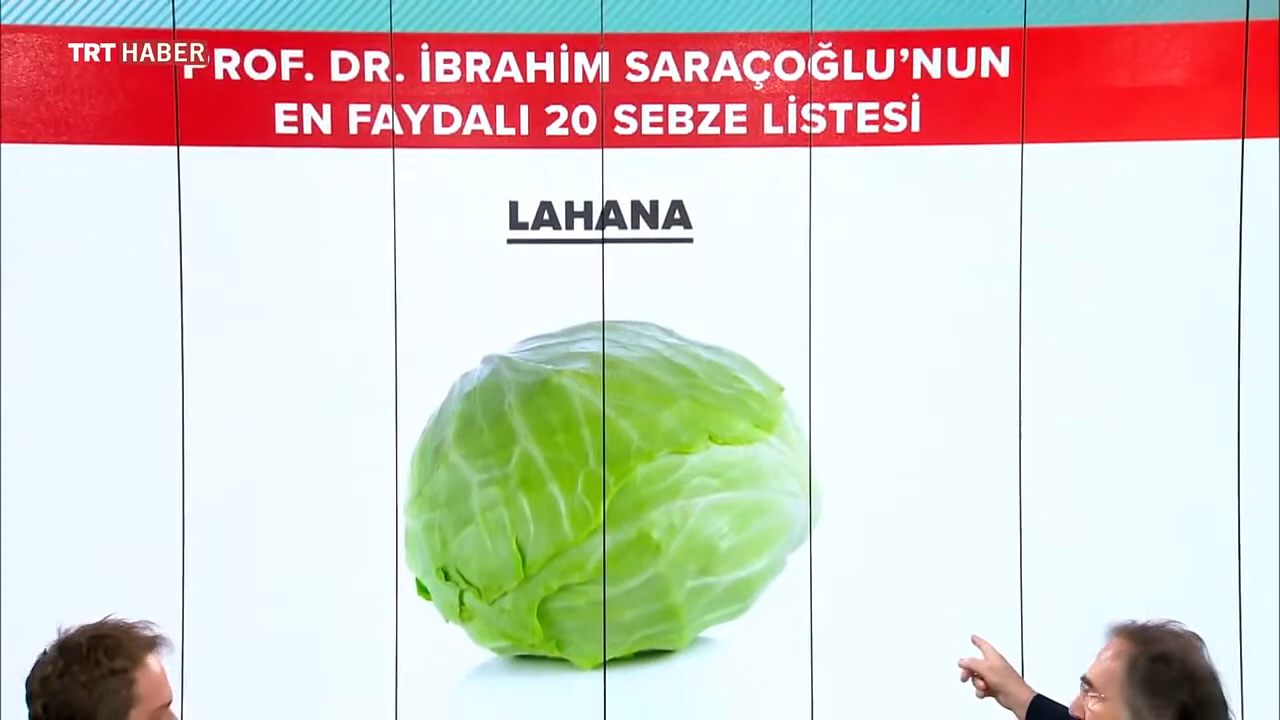 TRT HABER
PROF. DR. İBRAHİM SARAÇOĞLU'NUN
EN FAYDALI 20 SEBZE LİSTESİ
LAHANA